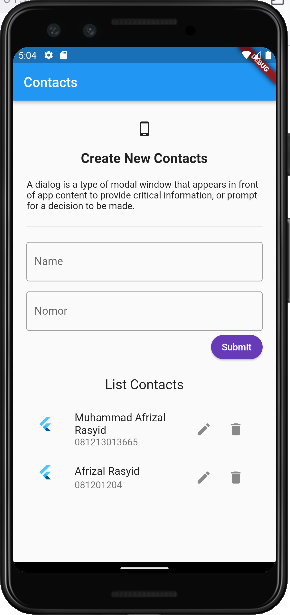 5:04
DEBUG
Contacts
Create New Contacts
A dialog is a type of modal window that appears in front
of app content to provide critical information, or prompt
for a decision to be made.
Name
Nomor
Submit
List Contacts
Muhammad Afrizal
Rasyid
081213013665
Afrizal Rasyid
081201204